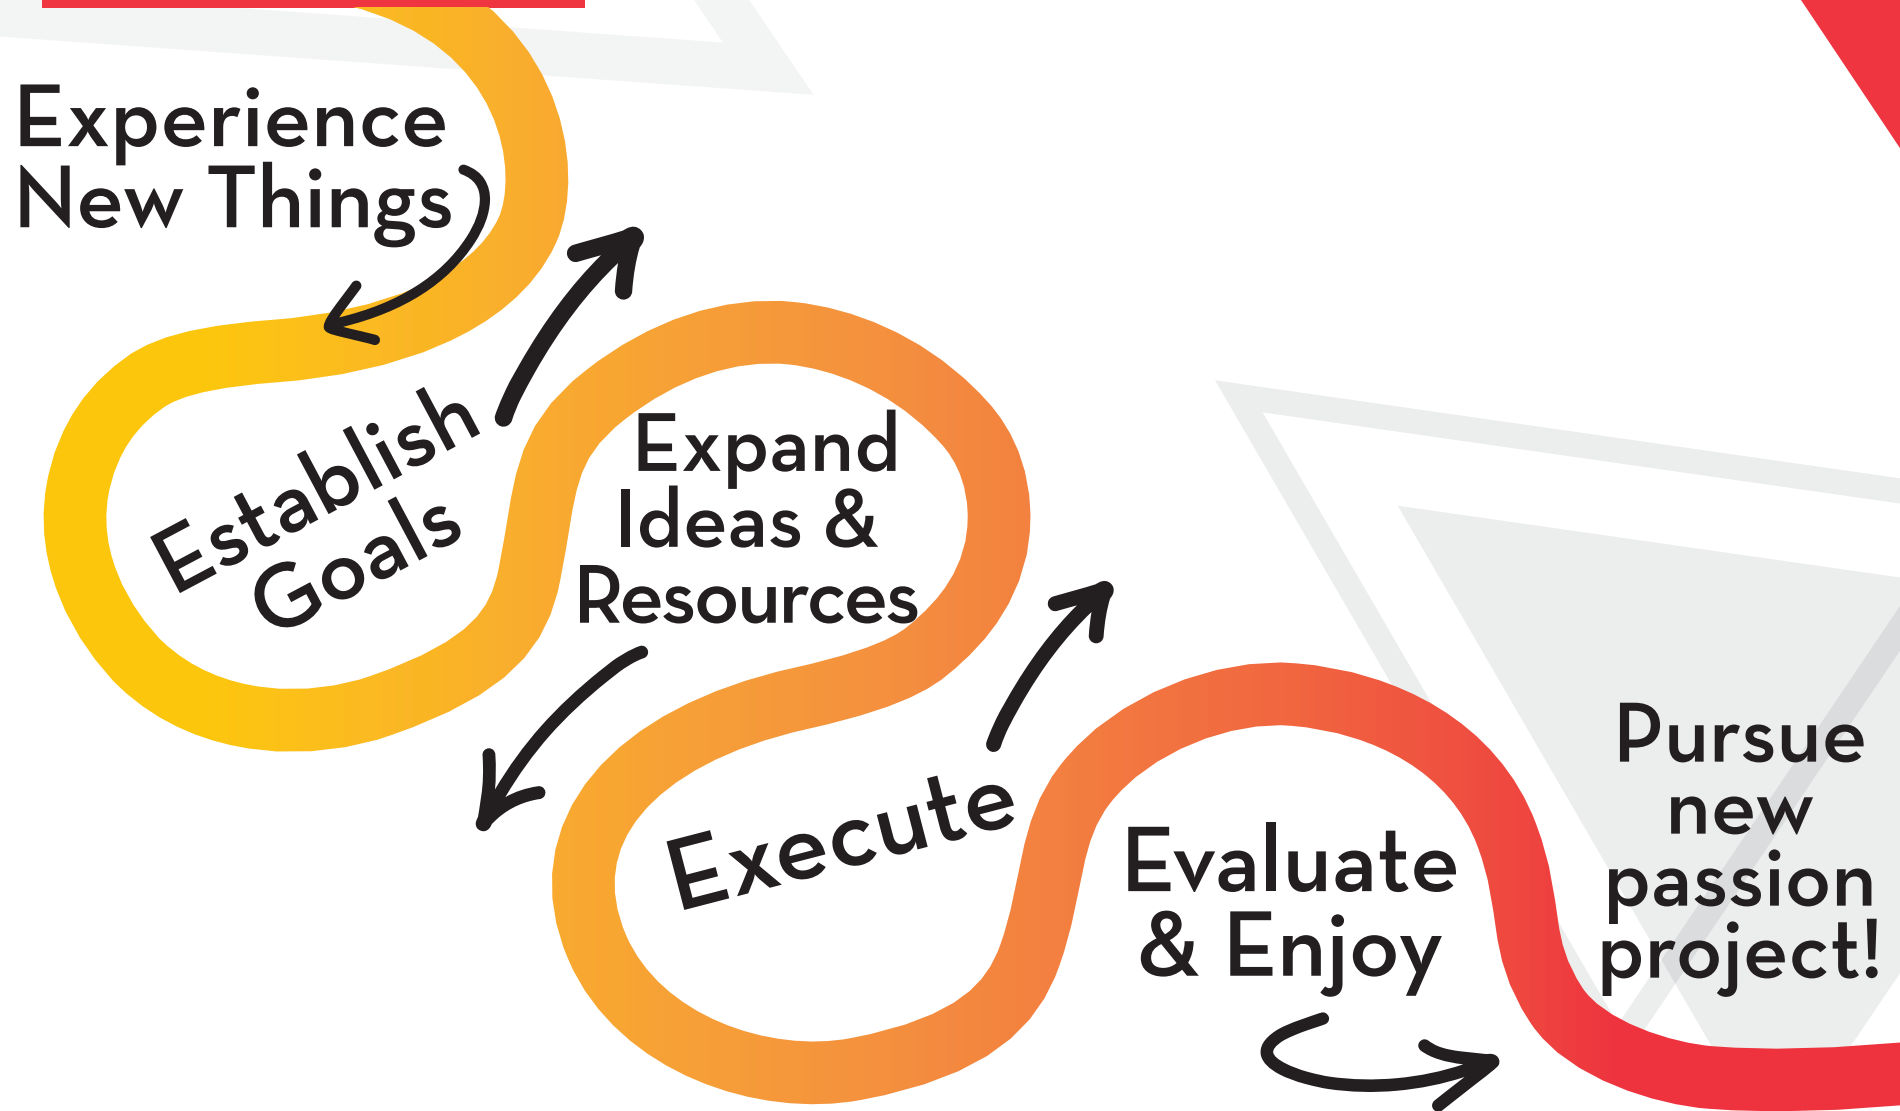 Experience
New Things
Establish
Goals
Expand
Ideas &
Resources
Execute
Evaluate
& Enjoy
Pursue
new
passion
project!